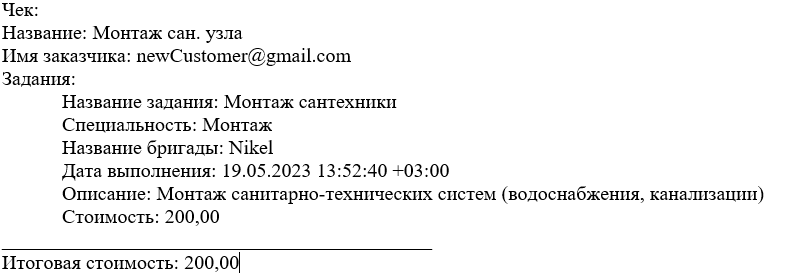 Чек:
Название: Монтаж сан. узла
Имя заказчика: newCustomer@gmail.com
Задания:
Название задания: Монтаж сантехники
Специальность: Монтаж
Название бригады: Nikel
Дата выполнения: 19.05.2023 13:52:40 +03:00
Описание: Монтаж санитарно-технических систем (водоснабжения, канализации)
Стоимость: 200,00
Итоговая стоимость: 200,00